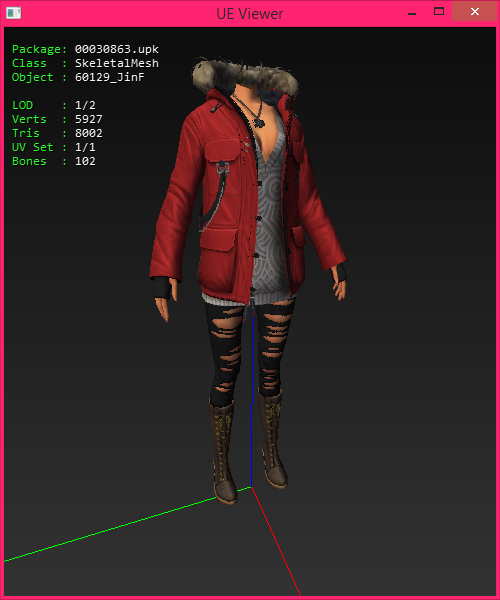 UE Viewer
Package: 00030863.upk
Class : SkeletalMesh
Object : 60129_JinF
LOD : 1/2
Verts : 5927
Tris : 8002
UV Set : 1/1
Bones : 102